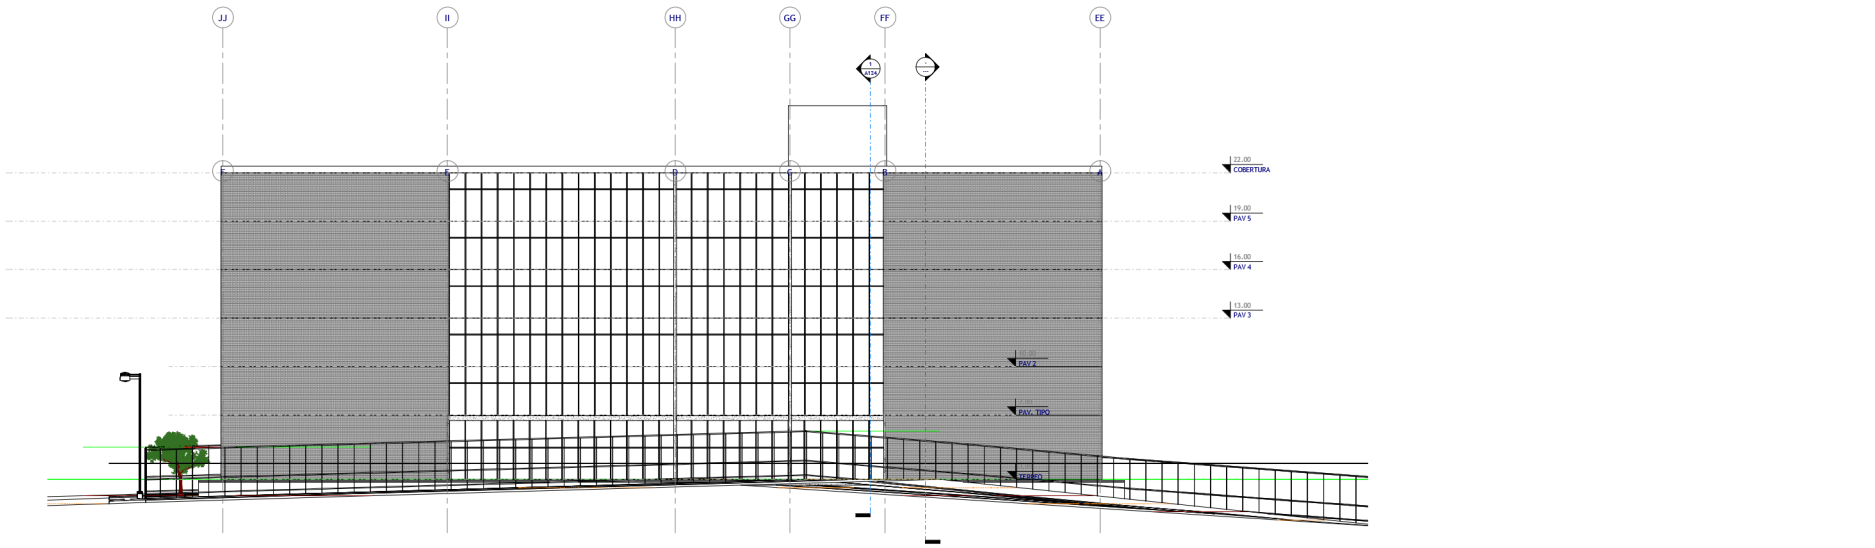 JJ
II
HH
GG
FF
EE
1
A124
F
E
D
C
B
A
22.00
COBERTURA
19.00
PAV 5
16.00
PAV 4
13.00
PAV 3
PAV 2
PAV. TIPO
TERREO